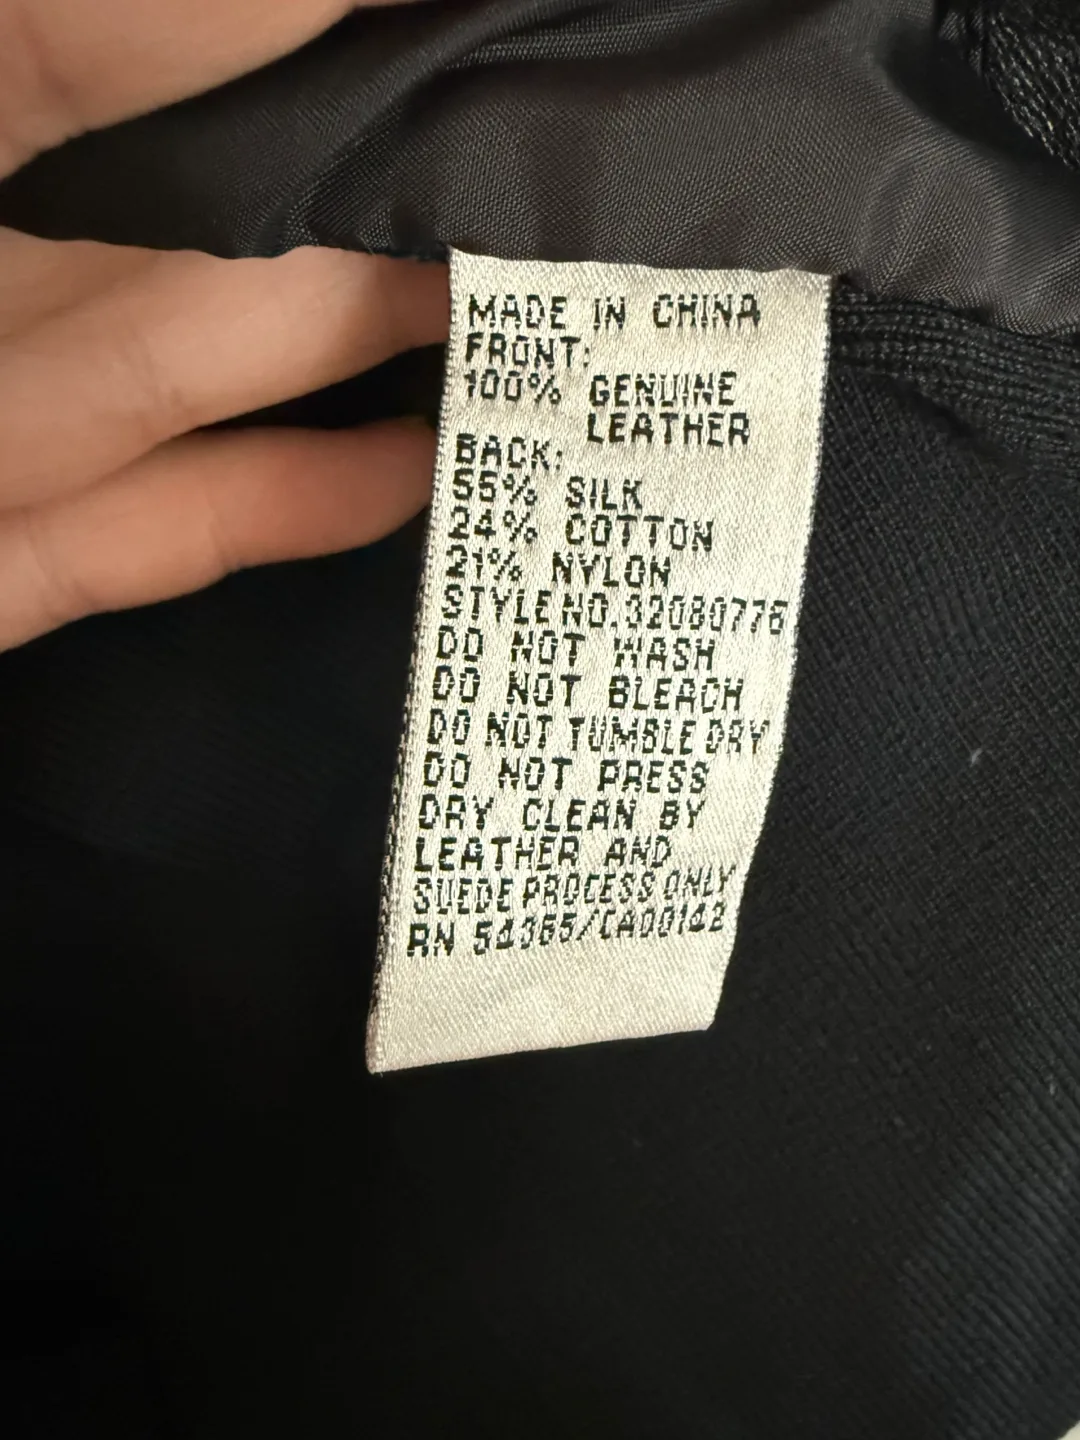 MADE IN CHINA
FRONT:
100% GENUINE
LEATHER
BACK:
55% SILK
24% COTTON
21% NYLON
STYLE NO.32080776
DO NOT WASH
DO NOT BLEACH
DO NOT TUMBLE DRY
DO NOT PRESS
DRY CLEAN BY
LEATHER AND
SUEDE PROCESS ONLY
RN 54365/CA00142